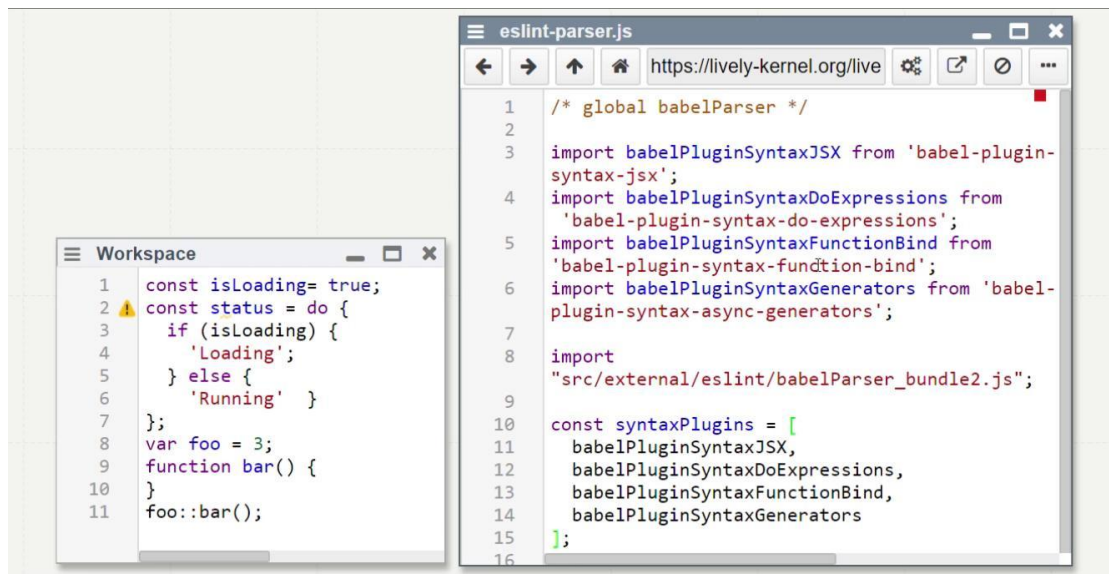 Workspace
1 const isLoading= true;
2 const status = do {
3   if (isLoading) {
4     'Loading';
5   } else {
6     'Running'  }
7 };
8 var foo = 3;
9 function bar() {
10 }
11 foo::bar();
eslint-parser.js
https://lively-kernel.org/live
1 /* global babelParser */
2
3 import babelPluginSyntaxJSX from 'babel-plugin-
syntax-jsx';
4 import babelPluginSyntaxDoExpressions from
'babel-plugin-syntax-do-expressions';
5 import babelPluginSyntaxFunctionBind from
'babel-plugin-syntax-function-bind';
6 import babelPluginSyntaxGenerators from 'babel-
plugin-syntax-async-generators';
7
8 import
"src/external/eslint/babelParser_bundle2.js";
9
10 const syntaxPlugins = [
11   babelPluginSyntaxJSX,
12   babelPluginSyntaxDoExpressions,
13   babelPluginSyntaxFunctionBind,
14   babelPluginSyntaxGenerators
15 ];
16